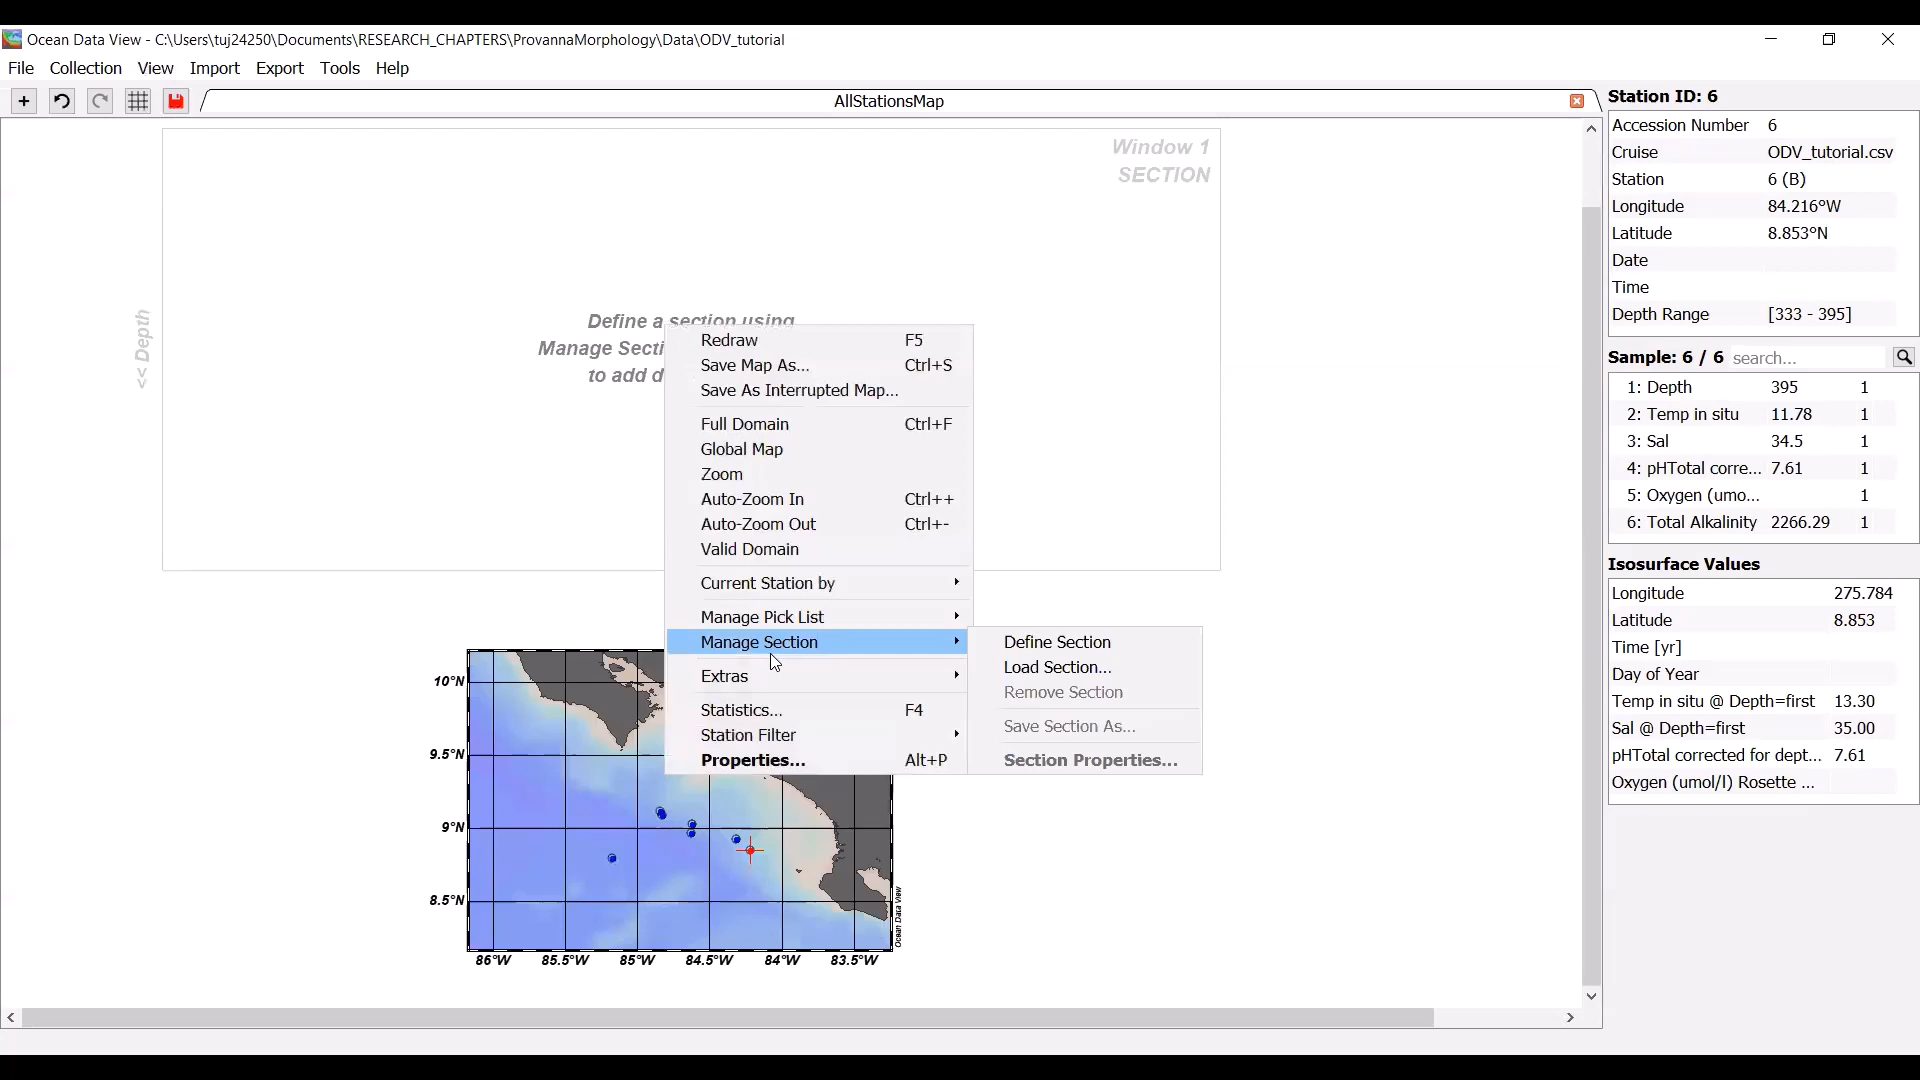 Ocean Data View - C:\Users\tuj24250\Documents\RESEARCH_CHAPTERS\ProvannaMorphology\Data\ODV_tutorial
File Collection View Import Export Tools Help
AllStationsMap
Window 1
SECTION
<< Depth
Define a section using
Manage Secti
to add d
Redraw F5
Save Map As... Ctrl+S
Save As Interrupted Map...
Full Domain Ctrl+F
Global Map
Zoom
Auto-Zoom In Ctrl++
Auto-Zoom Out Ctrl+-
Valid Domain
Current Station by
Manage Pick List
Manage Section
Extras
Statistics... F4
Station Filter
Properties... Alt+P
Define Section
Load Section...
Remove Section
Save Section As...
Section Properties...
10°N
9.5°N
9°N
8.5°N
86°W 85.5°W 85°W 84.5°W 84°W 83.5°W
Ocean Data View
Station ID: 6
Accession Number 6
Cruise ODV_tutorial.csv
Station 6 (B)
Longitude 84.216°W
Latitude 8.853°N
Date
Time
Depth Range [333 - 395]
Sample: 6 / 6 search...
1: Depth 395 1
2: Temp in situ 11.78 1
3: Sal 34.5 1
4: pHTotal corre... 7.61 1
5: Oxygen (umo... 1
6: Total Alkalinity 2266.29 1
Isosurface Values
Longitude 275.784
Latitude 8.853
Time [yr]
Day of Year
Temp in situ @ Depth=first 13.30
Sal @ Depth=first 35.00
pHTotal corrected for dept... 7.61
Oxygen (umol/l) Rosette ...